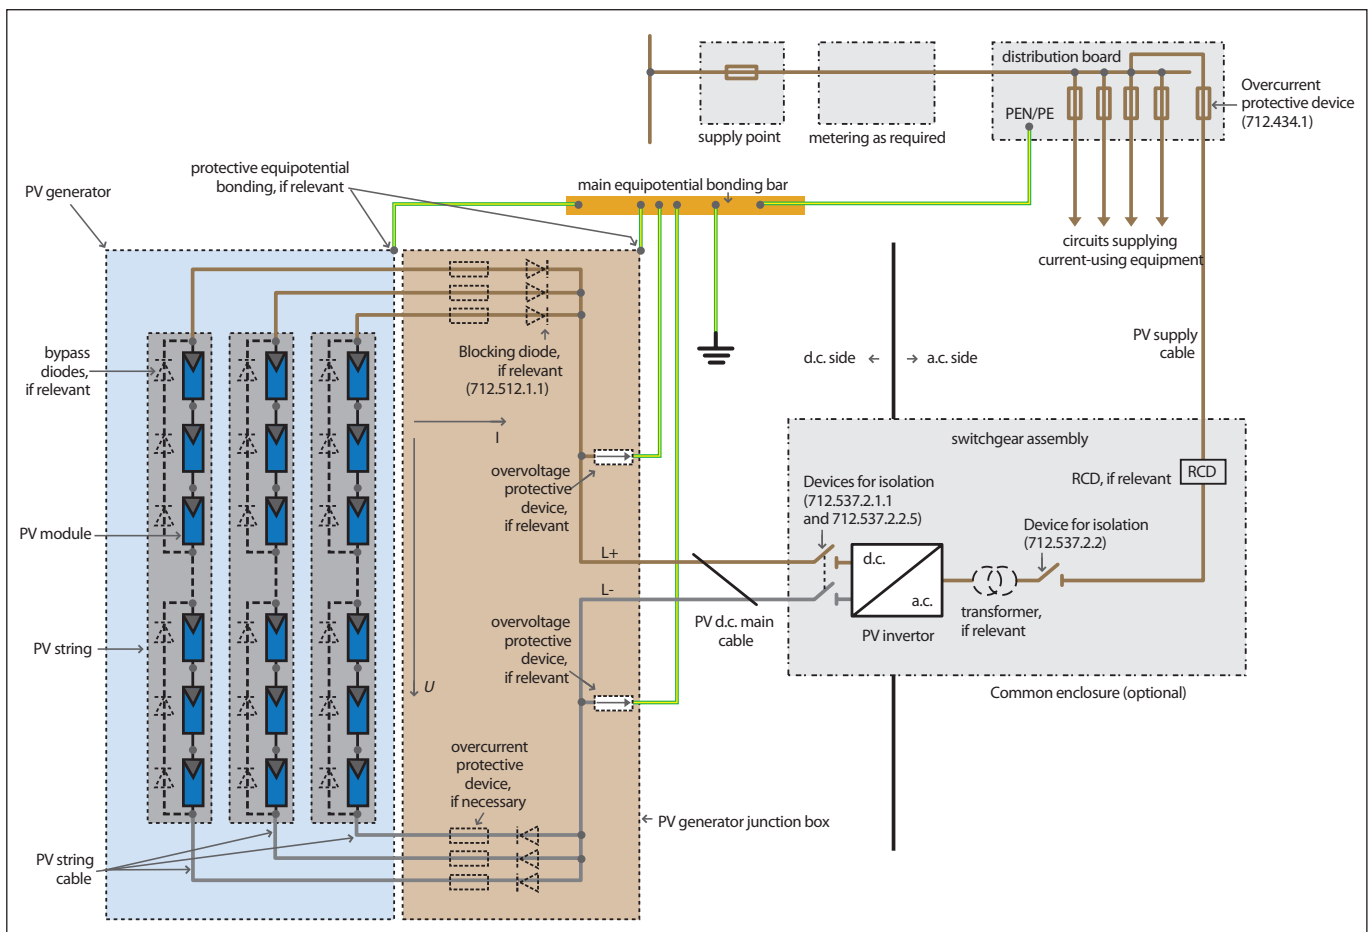 distribution board
Overcurrent
protective device
(712.434.1)
PEN/PE
supply point
metering as required
protective equipotential
bonding, if relevant
main equipotential bonding bar
PV generator
circuits supplying
current-using equipment
PV supply
cable
d.c. side
a.c. side
bypass
diodes,
if relevant
Blocking diode,
if relevant
(712.512.1.1)
I
switchgear assembly
RCD, if relevant
RCD
overvoltage
protective
device,
if relevant
Devices for isolation
(712.537.2.1.1
and 712.537.2.2.5)
Device for isolation
(712.537.2.2)
PV module
L+
d.c.
a.c.
L-
PV d.c. main
cable
PV invertor
transformer,
if relevant
overvoltage
protective
device,
if relevant
PV string
U
Common enclosure (optional)
overcurrent
protective
device,
if necessary
PV generator junction box
PV string
cable